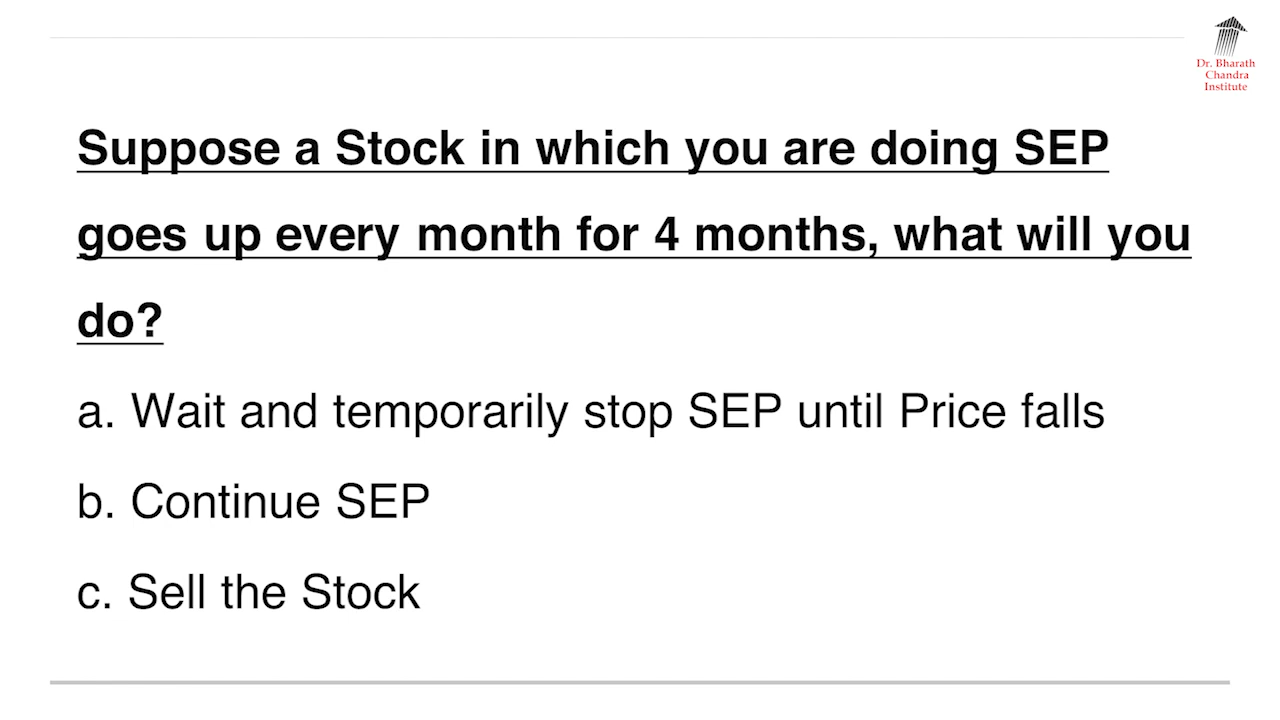 Dr. Bharath
Chandra
Institute
Suppose a Stock in which you are doing SEP
goes up every month for 4 months, what will you
do?
a. Wait and temporarily stop SEP until Price falls
b. Continue SEP
c. Sell the Stock